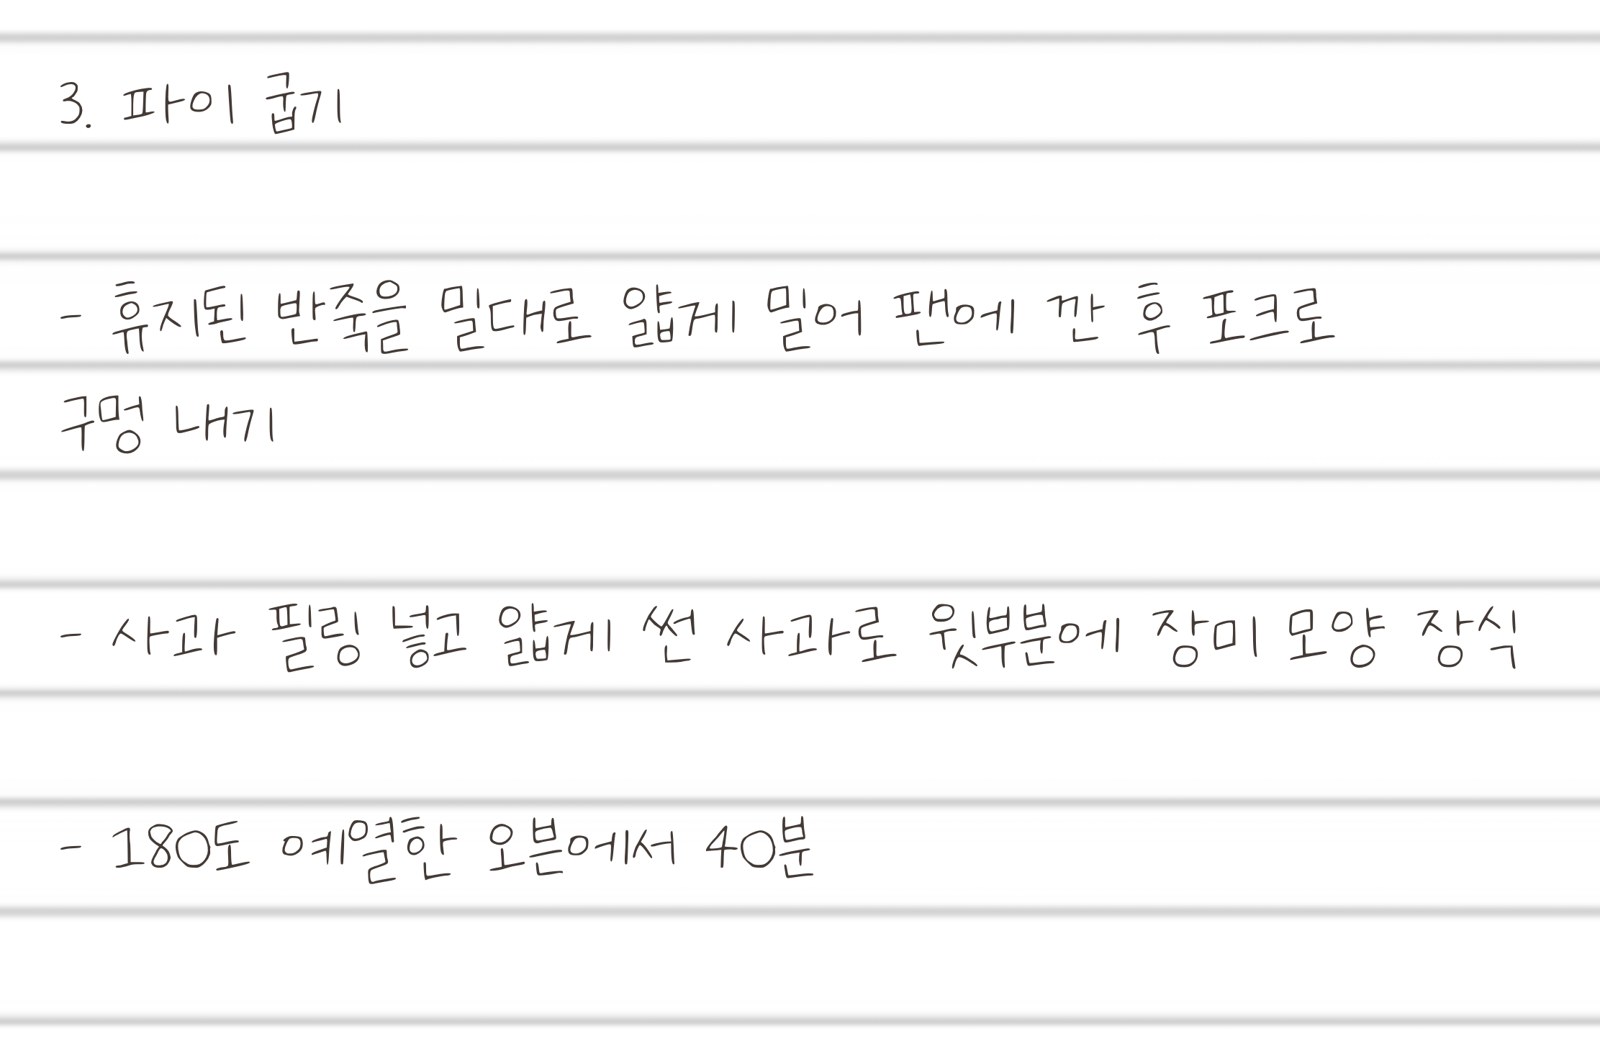 3. 파이 굽기
- 휴지된 반죽을 밀대로 얇게 밀어 팬에 깐 후 포크로
구멍 내기
- 사과 필링 넣고 얇게 썬 사과로 윗부분에 장미 모양 장식
- 180도 예열한 오븐에서 40분